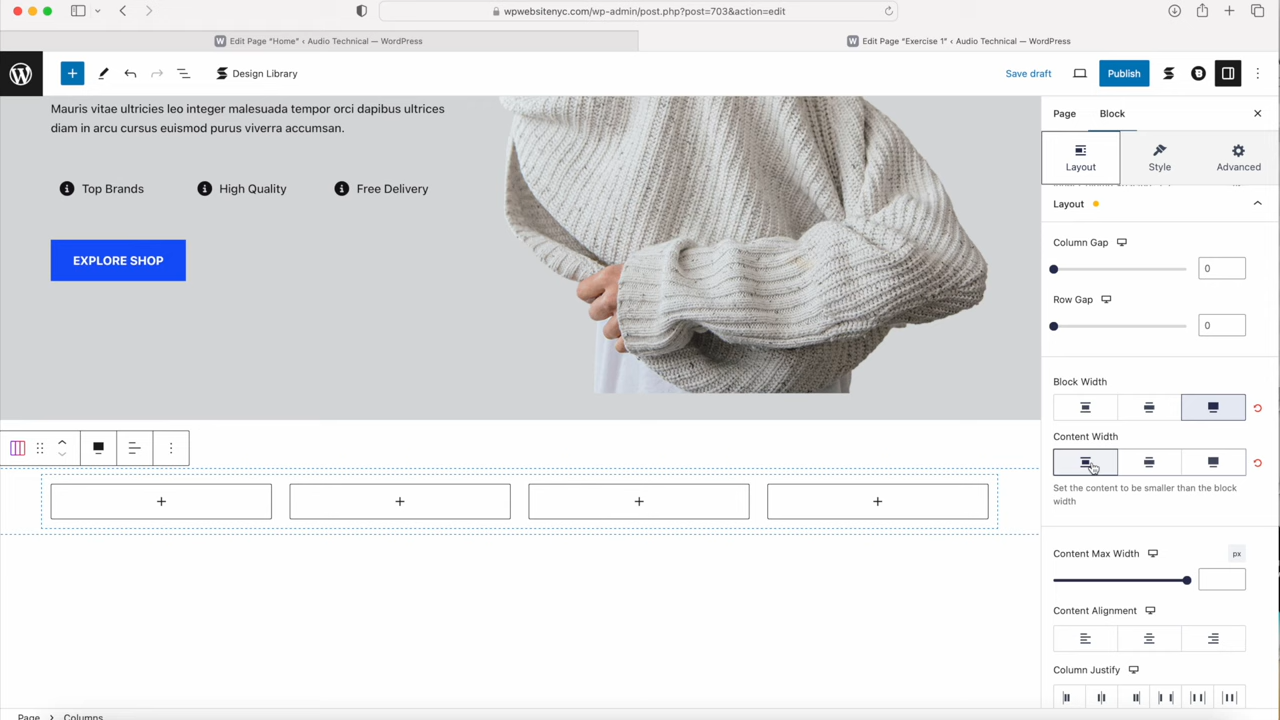 wpwebsitenyc.com/wp-admin/post.php?post=703&action=edit
Edit Page “Home” ‹ Audio Technical — WordPress
Edit Page “Exercise 1” ‹ Audio Technical — WordPress
Design Library
Save draft
Publish
Mauris vitae ultricies leo integer malesuada tempor orci dapibus ultrices
diam in arcu cursus euismod purus viverra accumsan.
Top Brands
High Quality
Free Delivery
EXPLORE SHOP
Page
Block
Layout
Style
Advanced
Layout
Column Gap
0
Row Gap
0
Block Width
Content Width
Set the content to be smaller than the block
width
Content Max Width
px
Content Alignment
Column Justify
Page > Columns